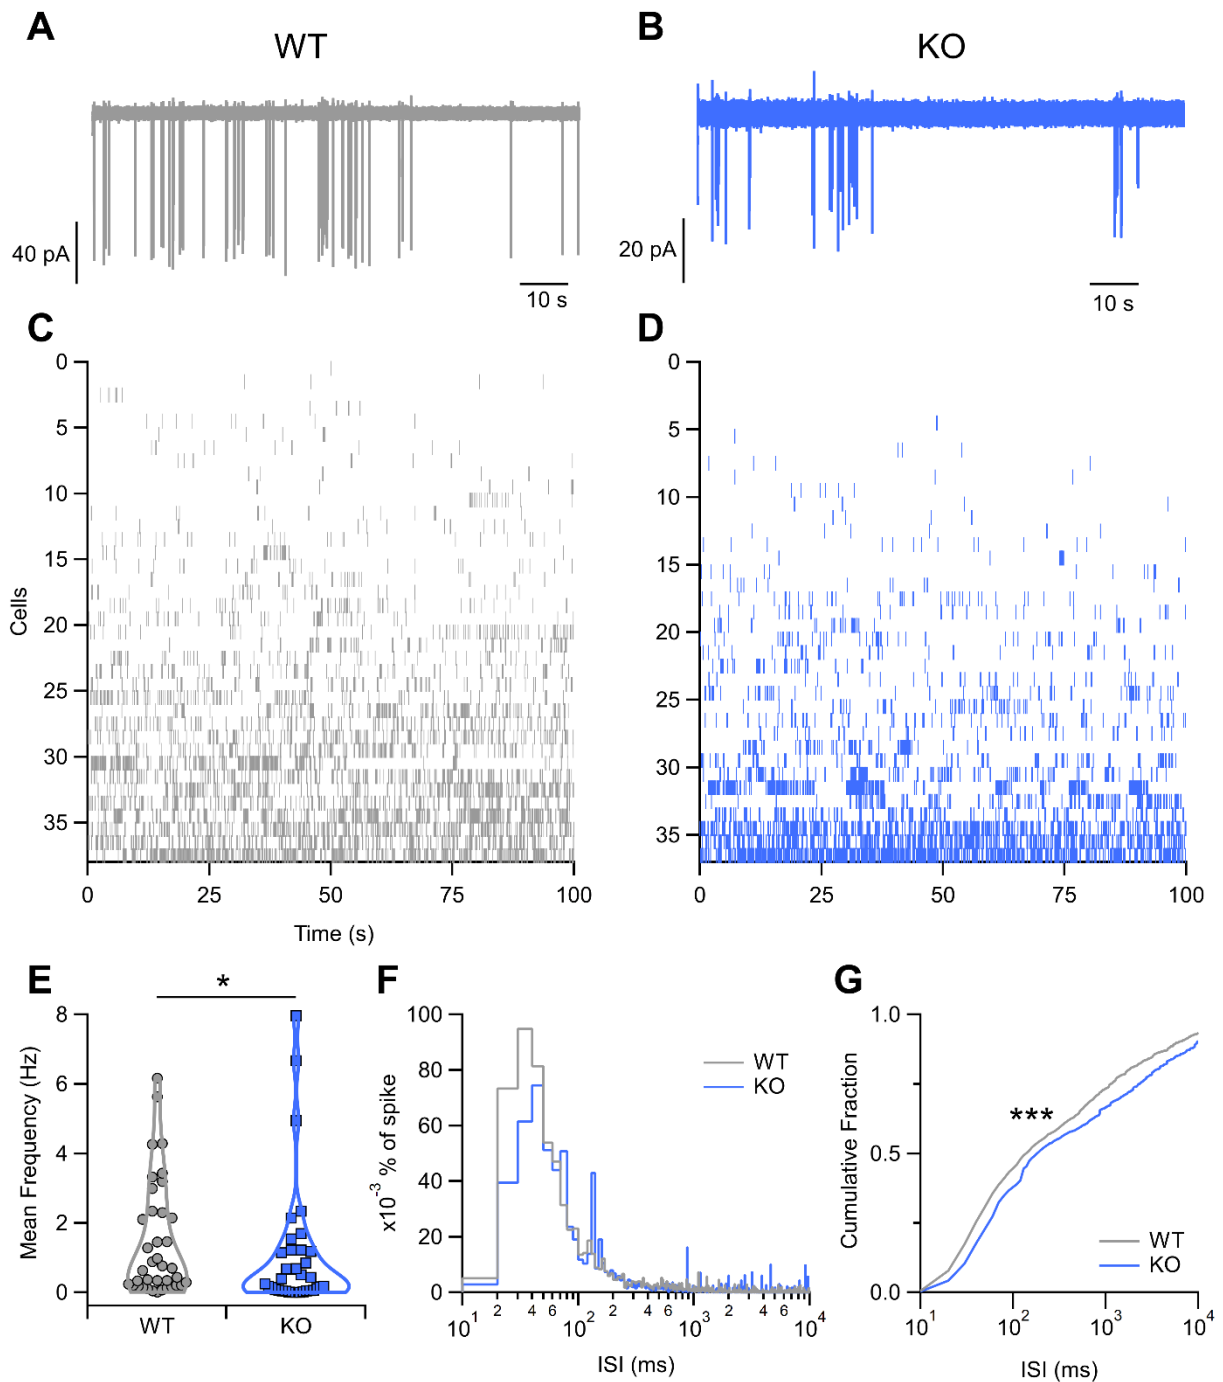 A
WT
B
KO
40 pA
10 s
20 pA
10 s
C
D
0
5
10
15
20
25
30
35
Cells
0
25
50
75
100
Time (s)
0
5
10
15
20
25
30
35
0
25
50
75
100
E
*
8
6
4
2
0
Mean Frequency (Hz)
WT
KO
F
100
80
60
40
20
0
x10⁻³ % of spike
WT
KO
10¹
2
4
6
10²
2
4
6
10³
2
4
6
8
10⁴
ISI (ms)
G
1.0
0.5
0.0
Cumulative Fraction
***
WT
KO
10¹
10²
10³
10⁴
ISI (ms)